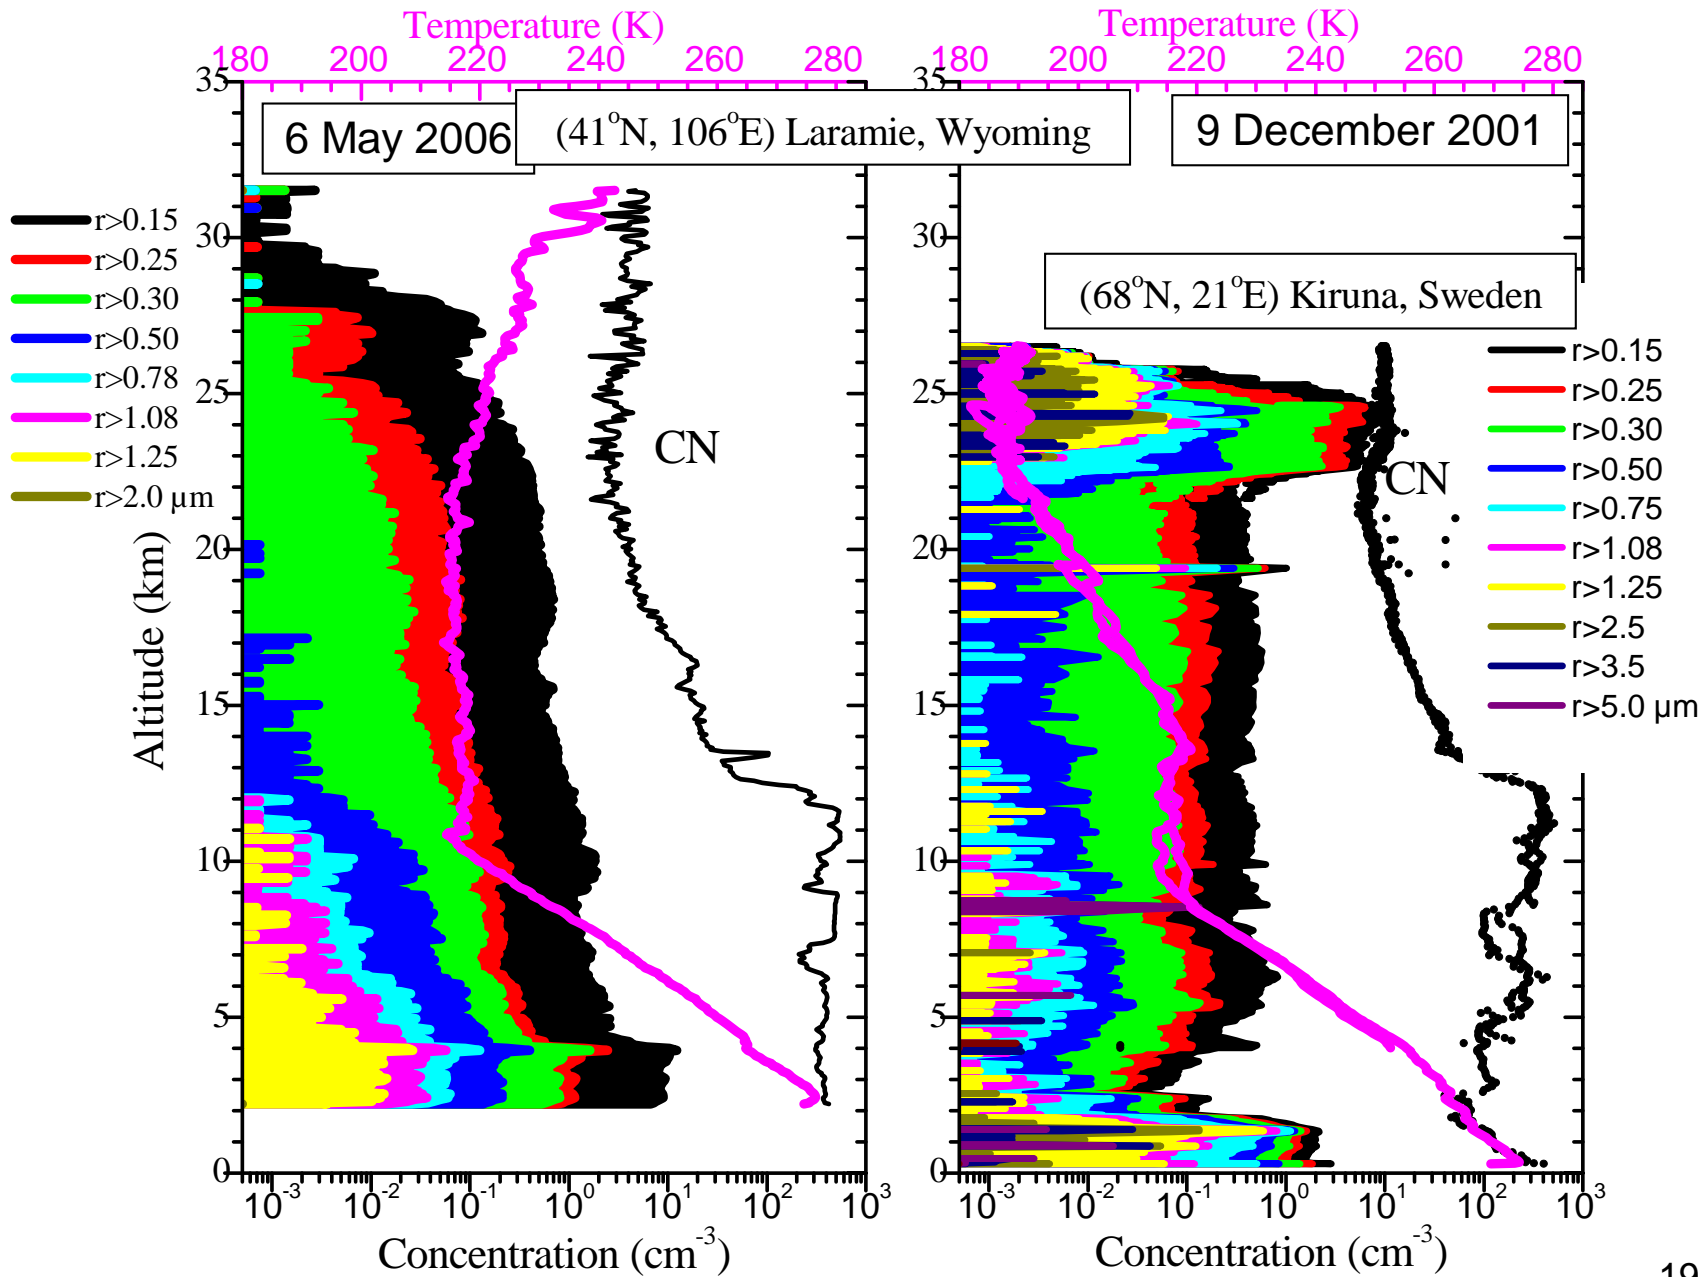 Temperature (K)
180 200 220 240 260 280
6 May 2006
(41°N, 106°E) Laramie, Wyoming
35
30
25
20
15
10
5
0
Altitude (km)
r>0.15
r>0.25
r>0.30
r>0.50
r>0.78
r>1.08
r>1.25
r>2.0 µm
CN
10-3 10-2 10-1 100 101 102 103
Concentration (cm-3)
Temperature (K)
180 200 220 240 260 280
9 December 2001
(68°N, 21°E) Kiruna, Sweden
35
30
25
20
15
10
5
0
CN
r>0.15
r>0.25
r>0.30
r>0.50
r>0.75
r>1.08
r>1.25
r>2.5
r>3.5
r>5.0 µm
10-3 10-2 10-1 100 101 102 103
Concentration (cm-3)
19